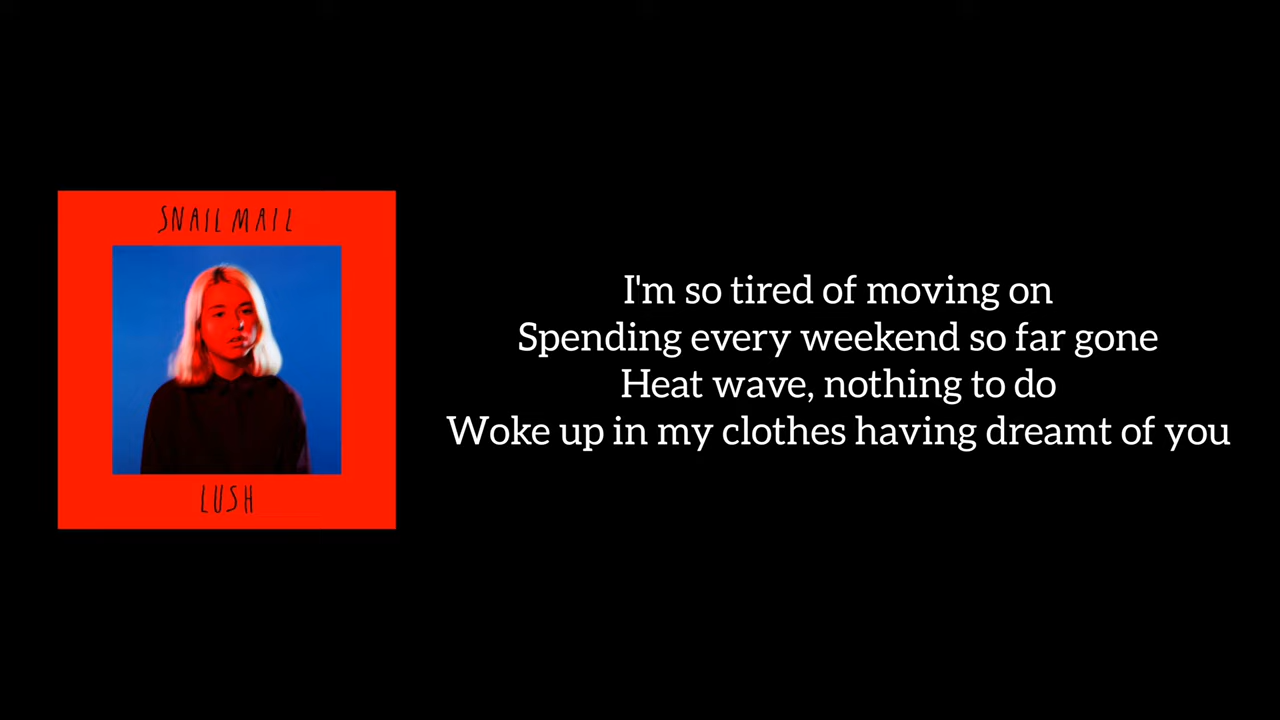 SNAIL MAIL
LUSH
I'm so tired of moving on
Spending every weekend so far gone
Heat wave, nothing to do
Woke up in my clothes having dreamt of you